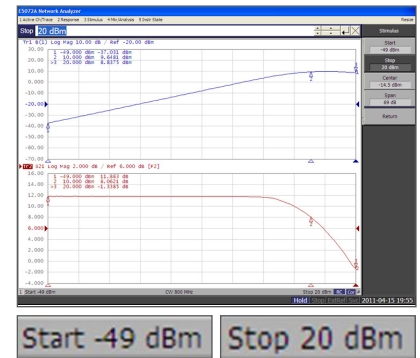 E5072A Network Analyzer
1 Active Ch/Trace 2 Response 3 Stimulus 4 Mkr/Analysis 5 Instr State
Resize
Stop 20 dBm
Stimulus
Tr1 B(1) Log Mag 10.00 dB / Ref -20.00 dBm
Start
-49 dBm
Stop
20 dBm
Center
-14.5 dBm
Span
69 dB
Return
30.00
20.00
10.00
0.000
-10.00
-20.00
-30.00
-40.00
-50.00
-60.00
-70.00
1 -49.000 dBm -37.031 dBm
2 10.000 dBm 9.6481 dBm
>3 20.000 dBm 8.8375 dBm
Tr2 S21 Log Mag 2.000 dB / Ref 6.000 dB [F2]
16.00
14.00
12.00
10.00
8.000
6.000
4.000
2.000
0.000
-2.000
-4.000
1 -49.000 dBm 11.883 dB
2 10.000 dBm
>3 20.000 dBm -1.3383 dB
1 Start -49 dBm
CW 800 MHz
Stop 20 dBm
RC
Cor
Hold Stop ExtRef Svc 2011-04-15 19:55
Start -49 dBm
Stop 20 dBm